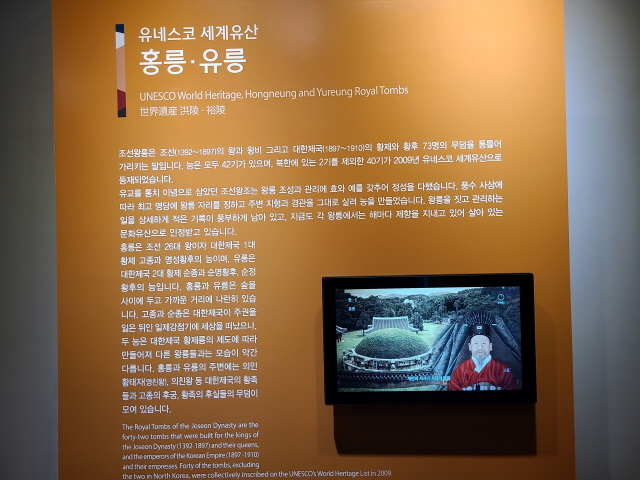 유네스코 세계유산
홍릉·유릉
UNESCO World Heritage, Hongneung and Yureung Royal Tombs
世界遺産 洪陵·裕陵
조선왕릉은 조선(1392~1897)의 왕과 왕비 그리고 대한제국(1897~1910)의 황제와 황후 73명의 무덤을 통틀어
가리키는 말입니다. 능은 모두 42기가 있으며, 북한에 있는 2기를 제외한 40기가 2009년 유네스코 세계유산으로
등재되었습니다.
유교를 통치 이념으로 삼았던 조선왕조는 왕릉 조성과 관리에 효와 예를 갖추어 정성을 다했습니다. 풍수 사상에
따라 최고 명당에 왕릉 자리를 정하고 주변 지형과 경관을 그대로 살려 능을 만들었습니다. 왕릉을 짓고 관리하는
일을 상세하게 적은 기록이 풍부하게 남아 있고, 지금도 각 왕릉에서는 해마다 제향을 지내고 있어 살아 있는
문화유산으로 인정받고 있습니다.
홍릉은 조선 26대 왕이자 대한제국 1대
황제 고종과 명성황후의 능이며, 유릉은
대한제국 2대 황제 순종과 순명황후, 순정
황후의 능입니다. 홍릉과 유릉은 숲을
사이에 두고 가까운 거리에 나란히 있습
니다. 고종과 순종은 대한제국이 주권을
잃은 뒤인 일제강점기에 세상을 떠났으나,
두 능은 대한제국 황제릉의 제도에 따라
만들어져 다른 왕릉들과는 모습이 약간
다릅니다. 홍릉과 유릉의 주변에는 의민
황태자(영친왕), 의친왕 등 대한제국의 황족
들과 고종의 후궁, 황족의 후실들의 무덤이
모여 있습니다.
The Royal Tombs of the Joseon Dynasty are the
forty-two tombs that were built for the kings of
the Joseon Dynasty (1392-1897) and their queens,
and the emperors of the Korean Empire (1897-1910)
and their empresses. Forty of the tombs, excluding
the two in North Korea, were collectively inscribed on the UNESCO's World Heritage List in 2009.